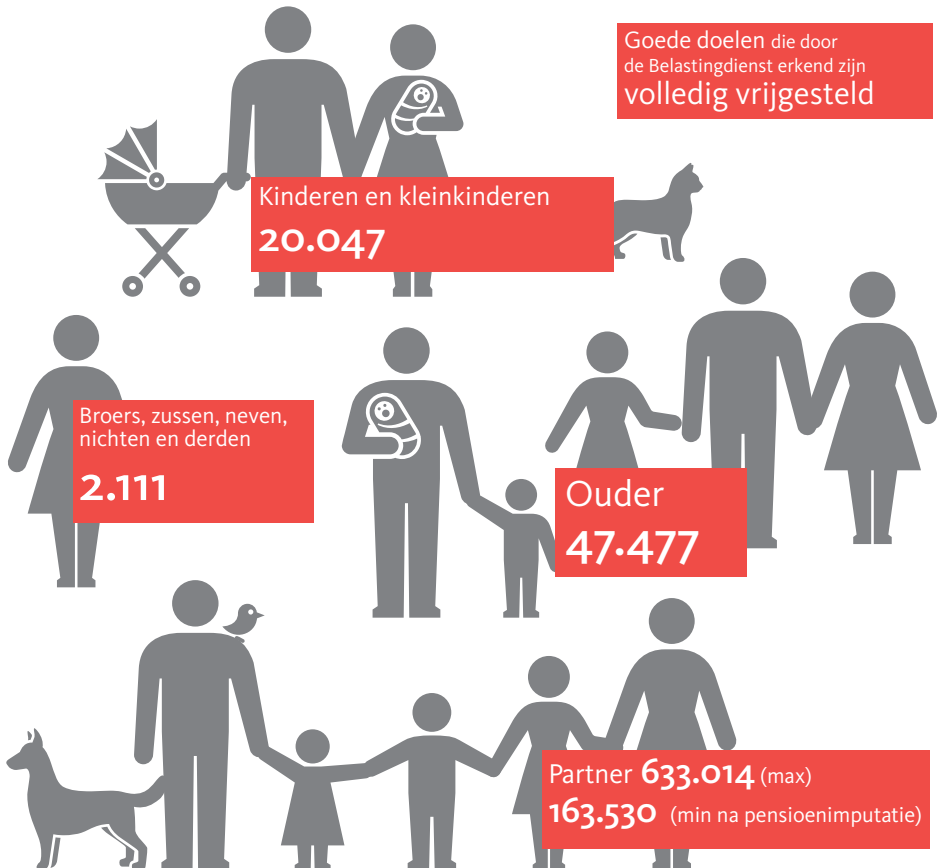 Goede doelen die door
de Belastingdienst erkend zijn
volledig vrijgesteld
Kinderen en kleinkinderen
20.047
Broers, zussen, neven,
nichten en derden
2.111
Ouder
47.477
Partner 633.014 (max)
163.530 (min na pensioenimputatie)